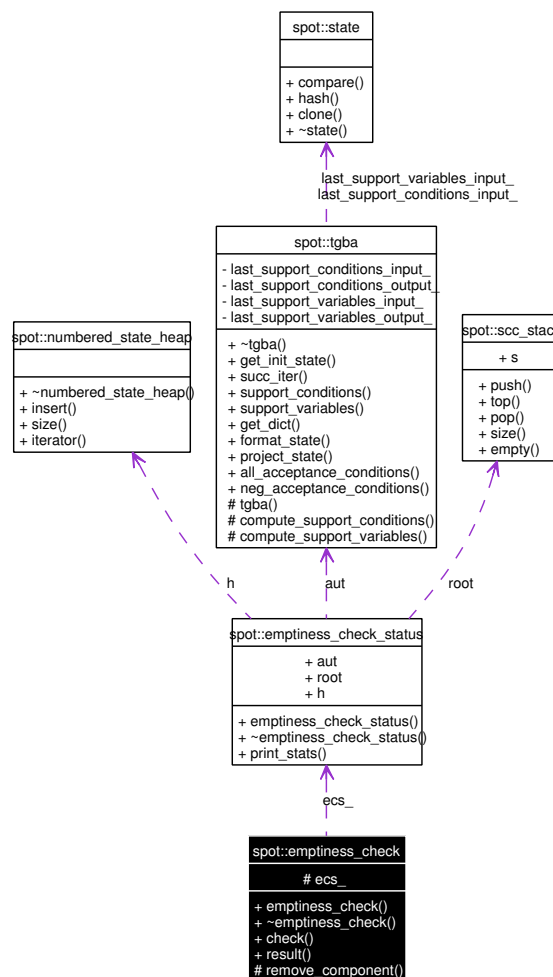 spot::state
+ compare()
+ hash()
+ clone()
+ ~state()
last_support_variables_input_
last_support_conditions_input_
spot::tgba
- last_support_conditions_input_
- last_support_conditions_output_
- last_support_variables_input_
- last_support_variables_output_
+ ~tgba()
+ get_init_state()
+ succ_iter()
+ support_conditions()
+ support_variables()
+ get_dict()
+ format_state()
+ project_state()
+ all_acceptance_conditions()
+ neg_acceptance_conditions()
# tgba()
# compute_support_conditions()
# compute_support_variables()
spot::numbered_state_heap
+ ~numbered_state_heap()
+ insert()
+ size()
+ iterator()
spot::scc_stac
+ s
+ push()
+ top()
+ pop()
+ size()
+ empty()
h
aut
root
spot::emptiness_check_status
+ aut
+ root
+ h
+ emptiness_check_status()
+ ~emptiness_check_status()
+ print_stats()
ecs_
spot::emptiness_check
# ecs_
+ emptiness_check()
+ ~emptiness_check()
+ check()
+ result()
# remove_component()